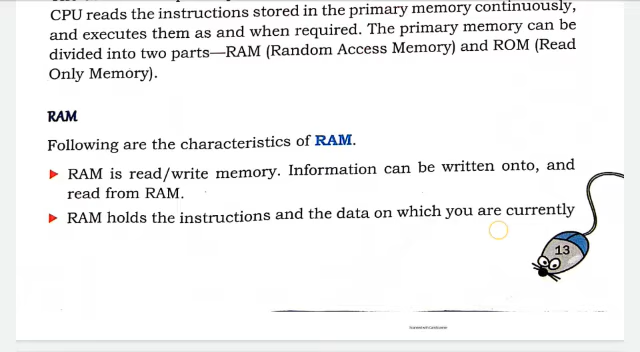 CPU reads the instructions stored in the primary memory continuously,
and executes them as and when required. The primary memory can be
divided into two parts—RAM (Random Access Memory) and ROM (Read
Only Memory).
RAM
Following are the characteristics of RAM.
RAM is read/write memory. Information can be written onto, and
read from RAM.
RAM holds the instructions and the data on which you are currently
13